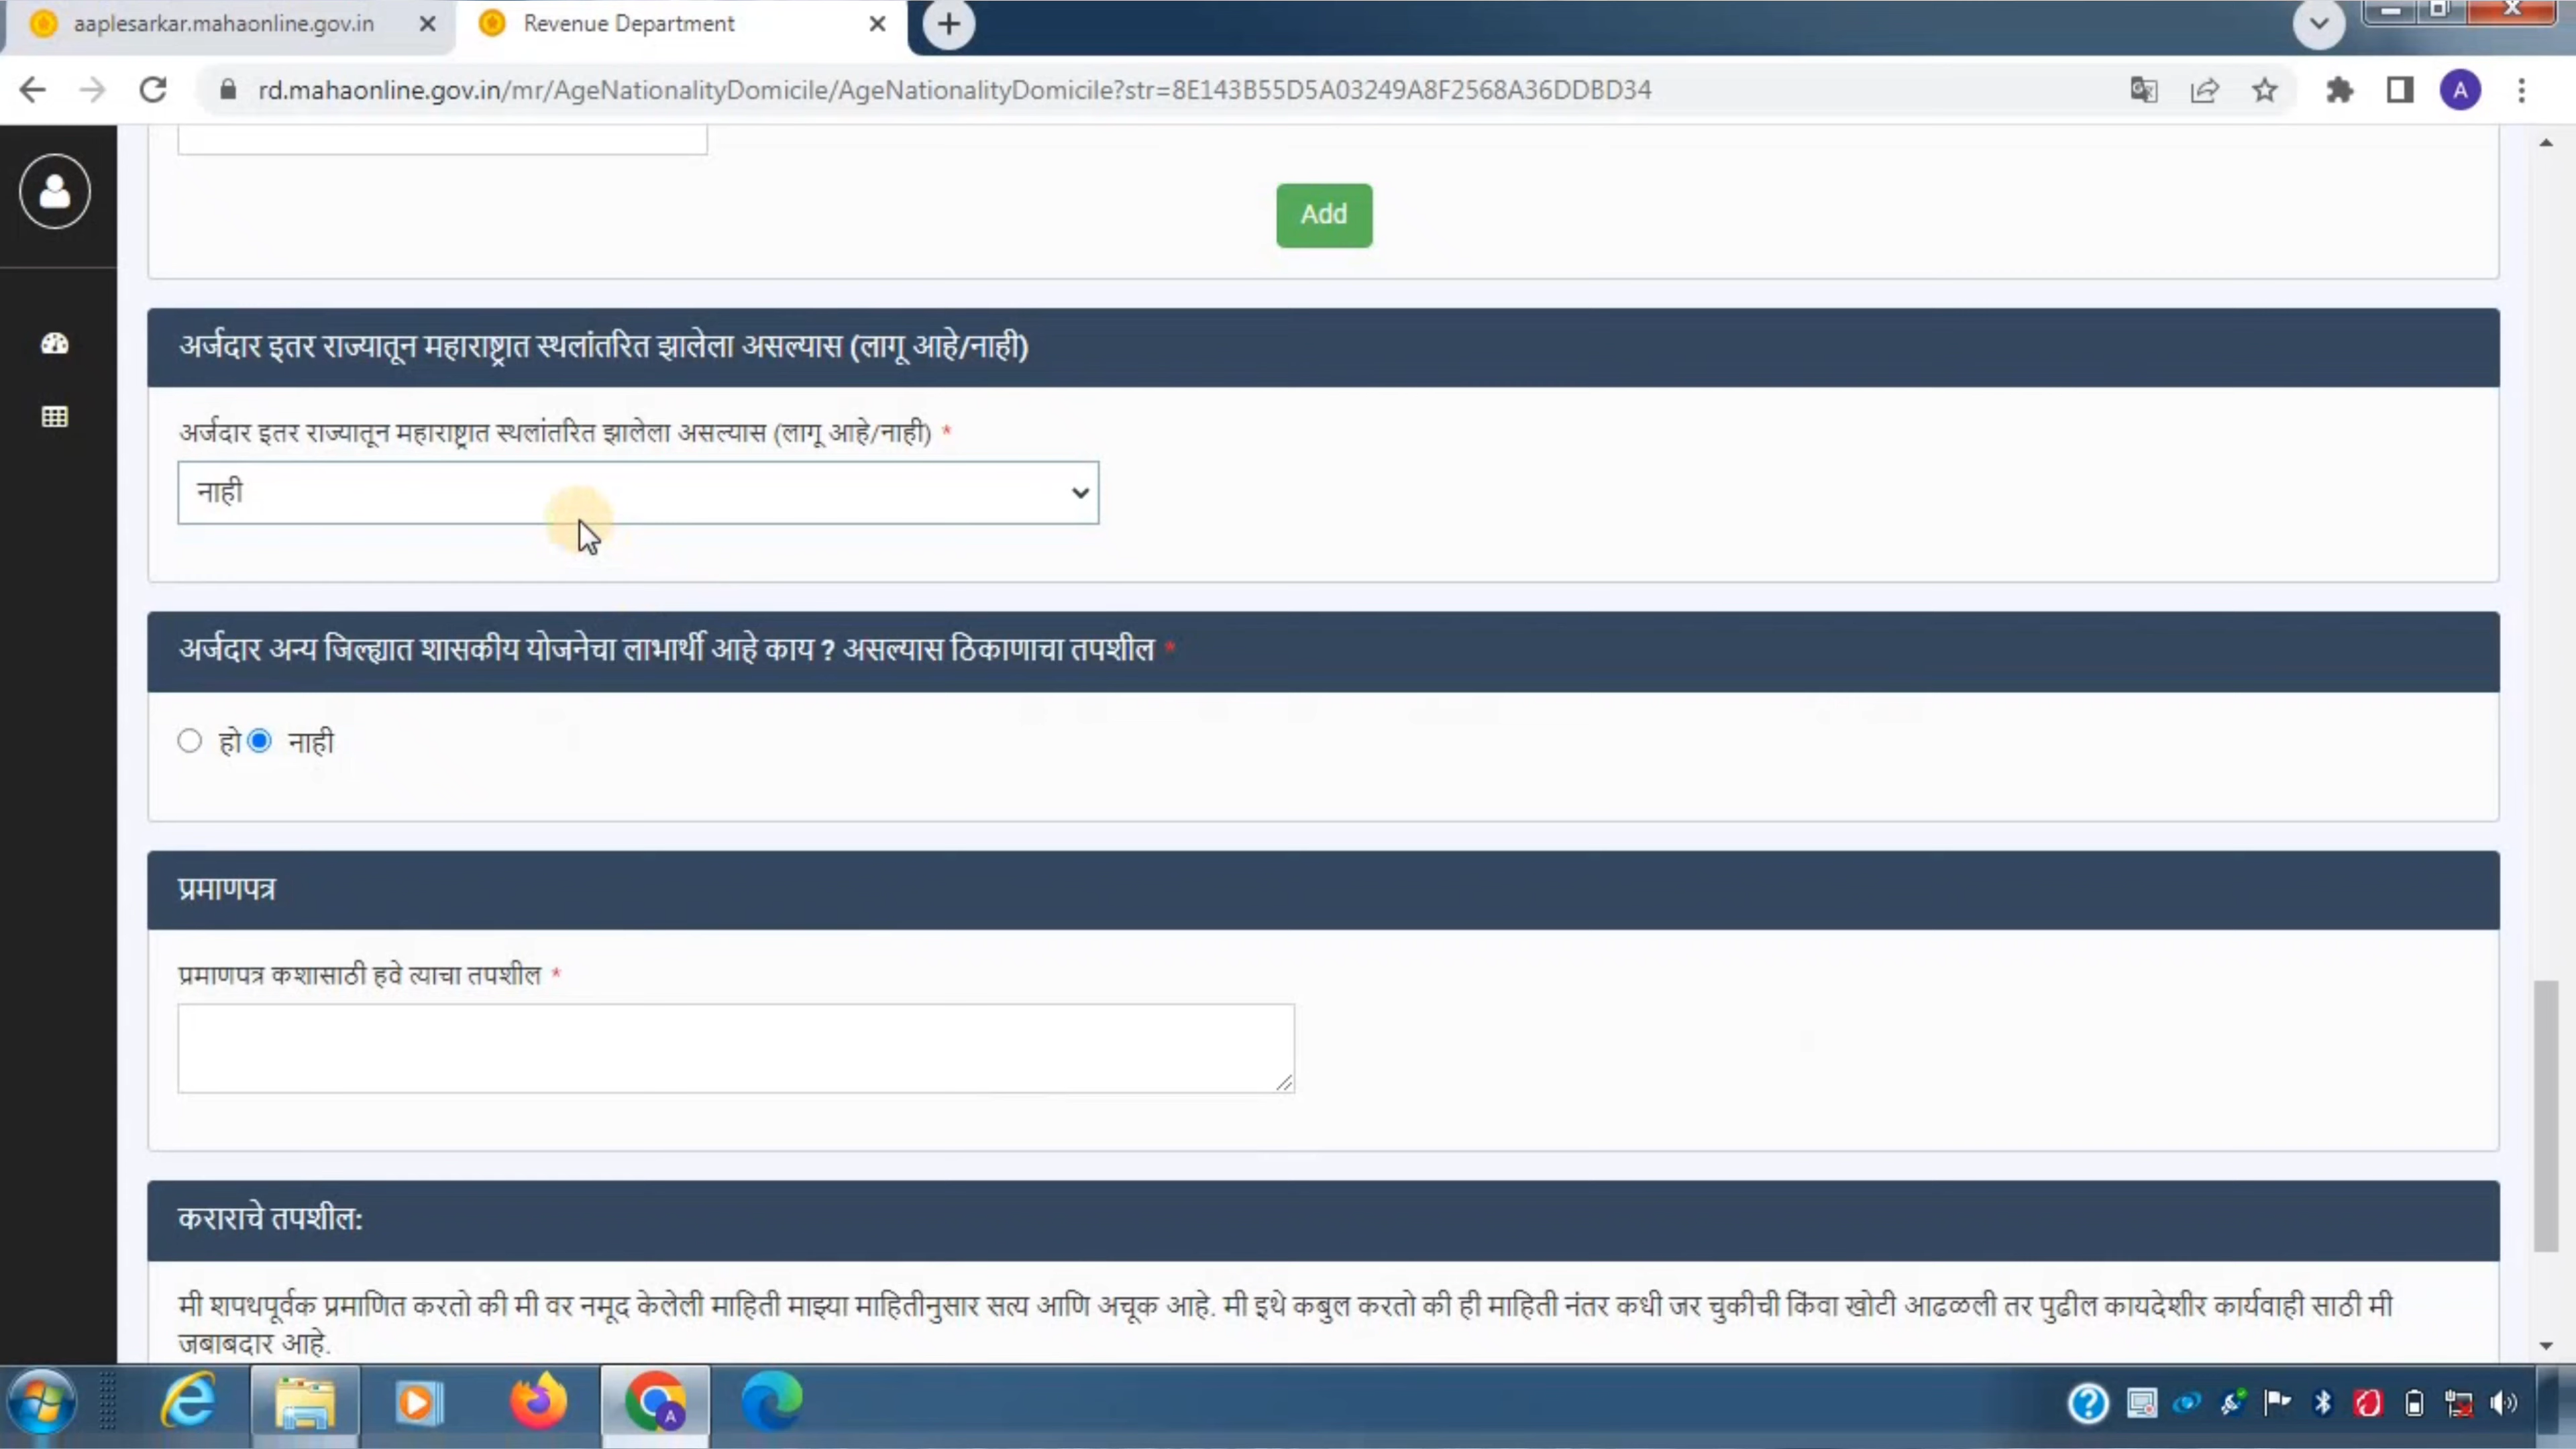 aaplesarkar.mahaonline.gov.in
Revenue Department
rd.mahaonline.gov.in/mr/AgeNationalityDomicile/AgeNationalityDomicile?str=8E143B55D5A03249A8F2568A36DDBD34
A
Add
अर्जदार इतर राज्यातून महाराष्ट्रात स्थलांतरित झालेला असल्यास (लागू आहे/नाही)
अर्जदार इतर राज्यातून महाराष्ट्रात स्थलांतरित झालेला असल्यास (लागू आहे/नाही) *
नाही
अर्जदार अन्य जिल्ह्यात शासकीय योजनेचा लाभार्थी आहे काय ? असल्यास ठिकाणाचा तपशील *
हो नाही
प्रमाणपत्र
प्रमाणपत्र कशासाठी हवे त्याचा तपशील *
कराराचे तपशील:
मी शपथपूर्वक प्रमाणित करतो की मी वर नमूद केलेली माहिती माझ्या माहितीनुसार सत्य आणि अचूक आहे. मी इथे कबुल करतो की ही माहिती नंतर कधी जर चुकीची किंवा खोटी आढळली तर पुढील कायदेशीर कार्यवाही साठी मी
जबाबदार आहे.
A